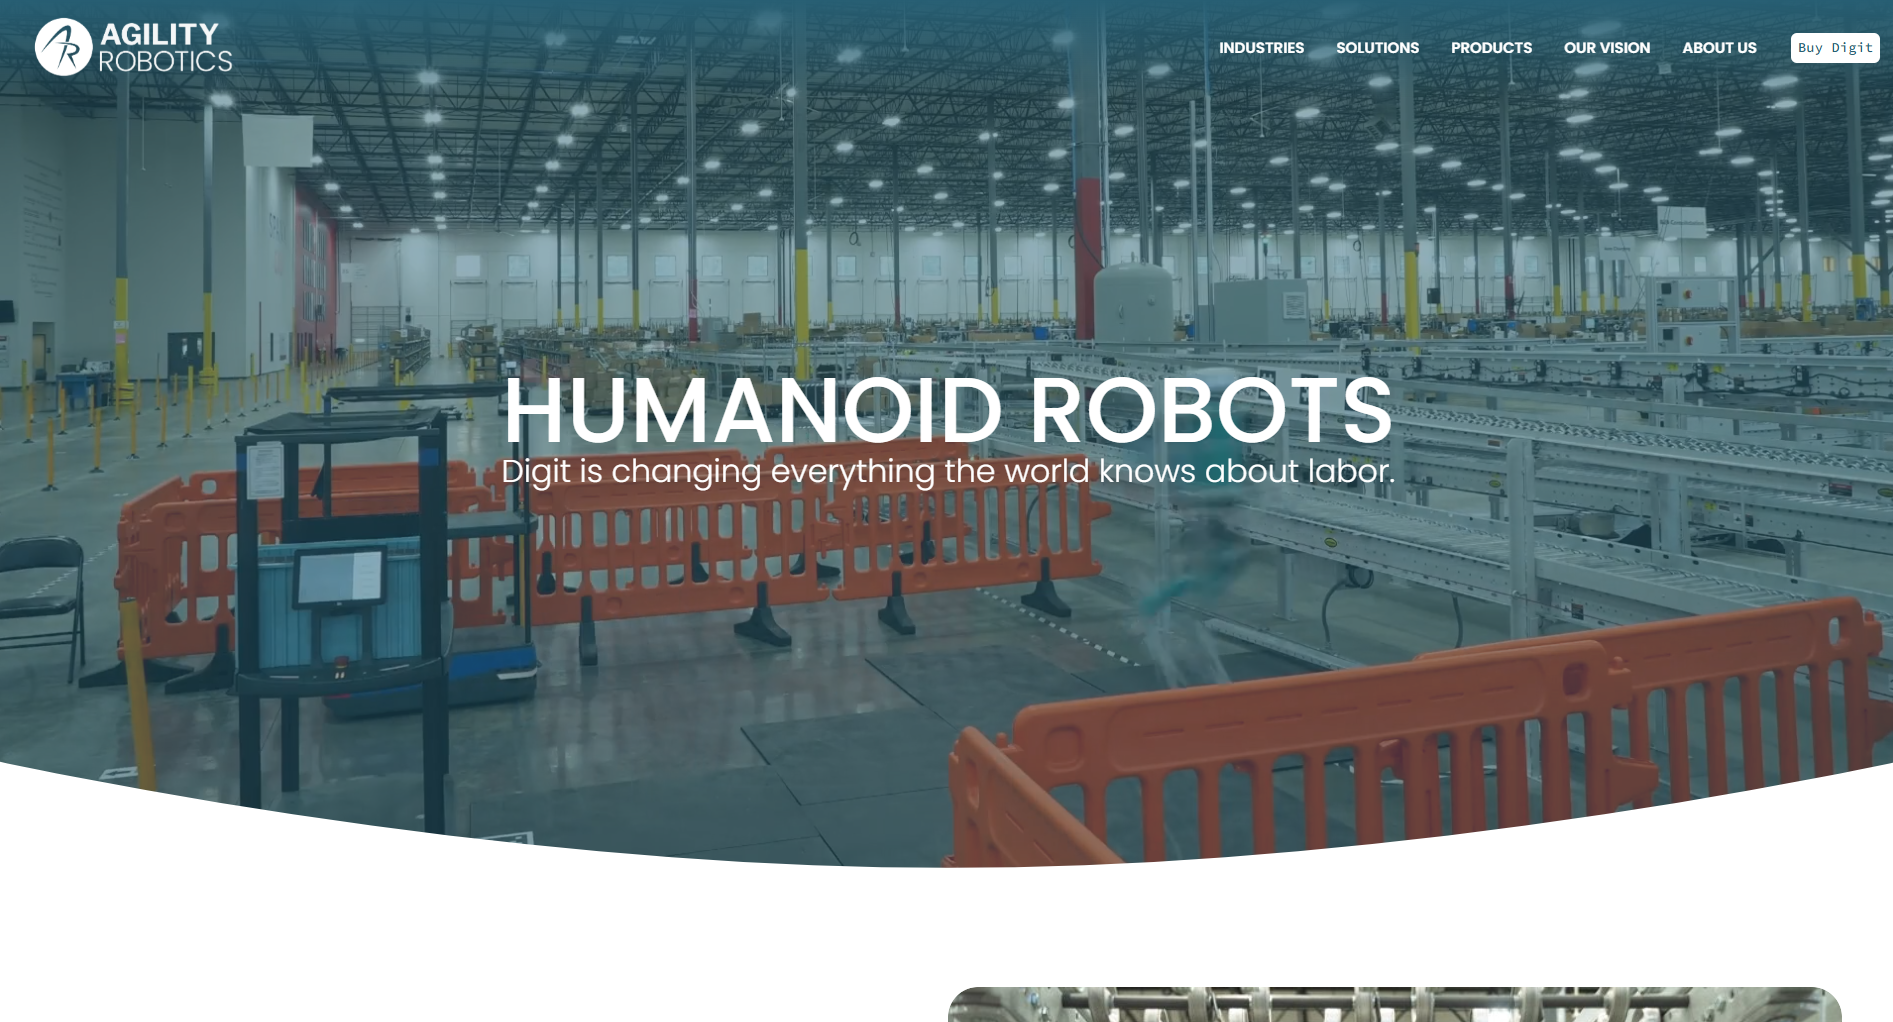 AGILITY
ROBOTICS
INDUSTRIES SOLUTIONS PRODUCTS OUR VISION ABOUT US Buy Digit
HUMANOID ROBOTS
Digit is changing everything the world knows about labor.